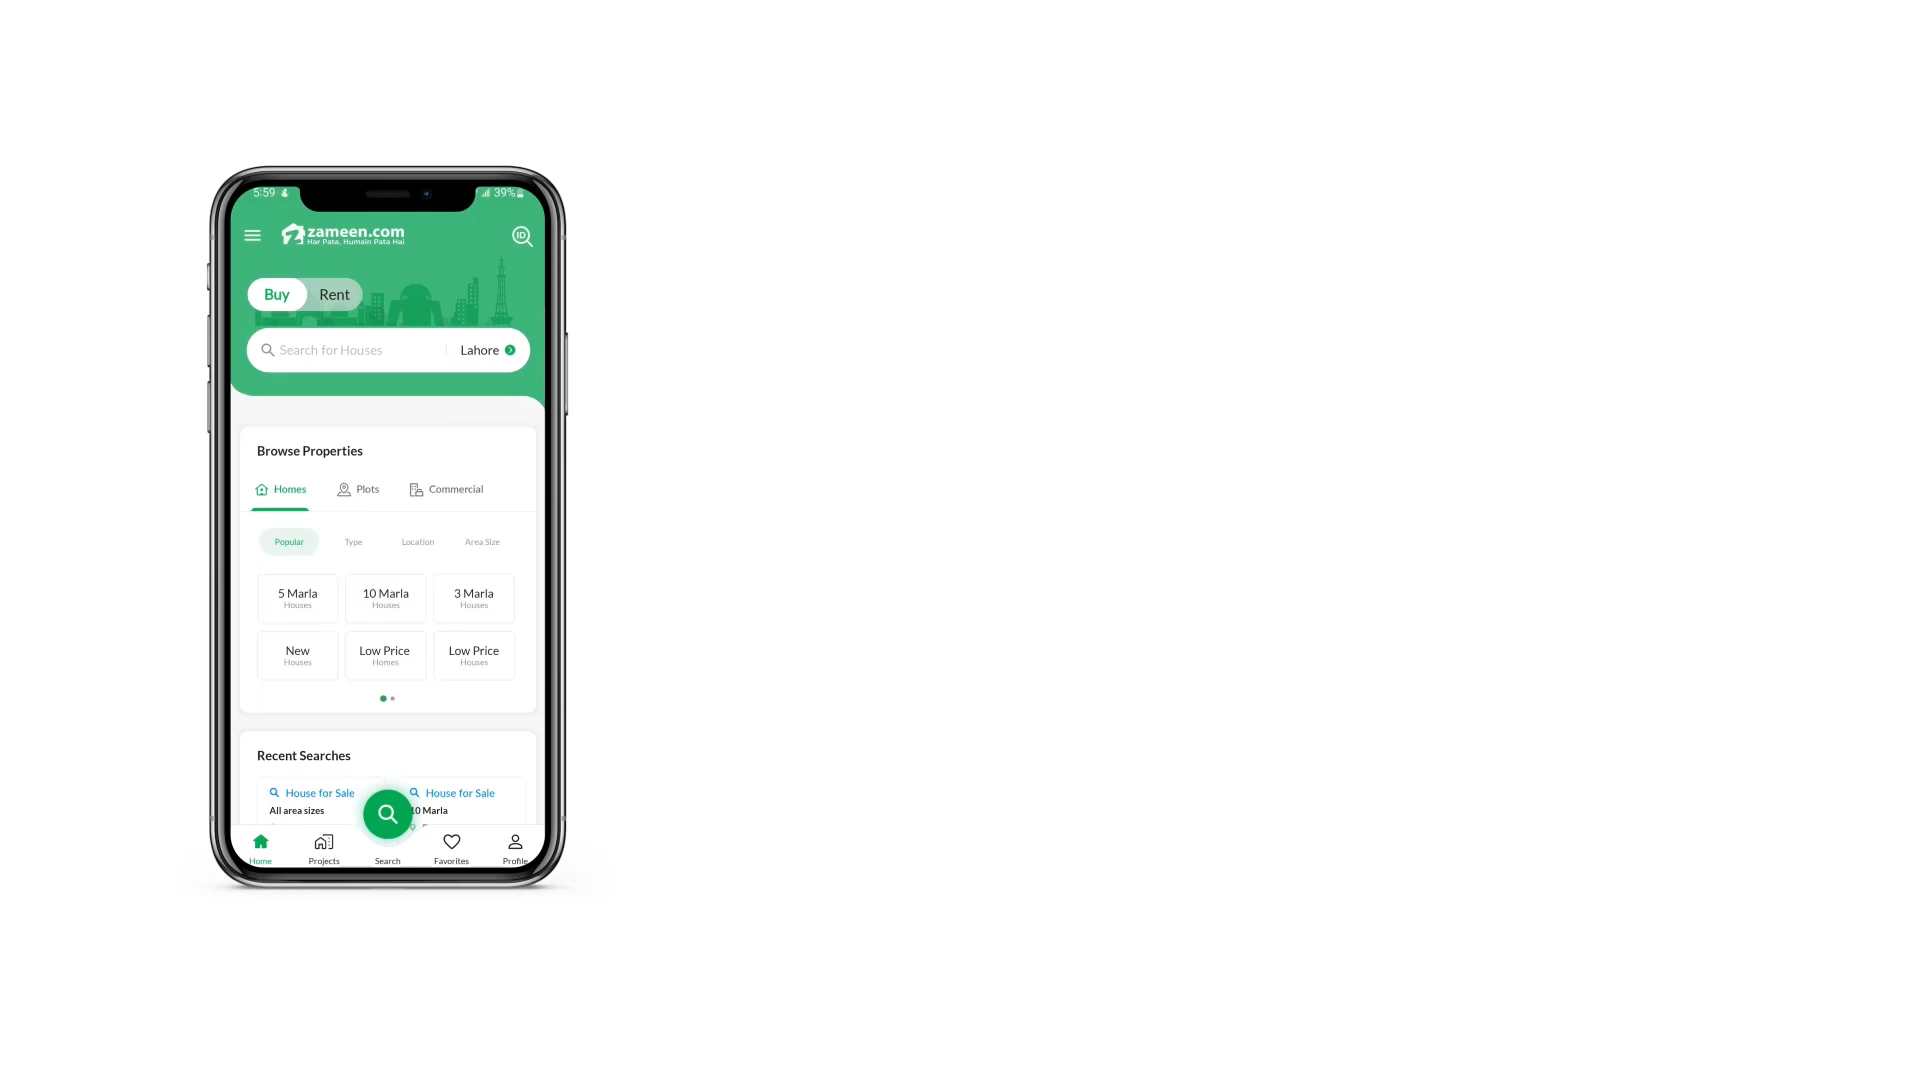 5:59
39%
zameen.com
Har Pata, Humain Pata Hai
ID
Buy
Rent
Search for Houses
Lahore
Browse Properties
Homes
Plots
Commercial
Popular
Type
Location
Area Size
5 Marla
Houses
10 Marla
Houses
3 Marla
Houses
New
Houses
Low Price
Homes
Low Price
Houses
Recent Searches
House for Sale
All area sizes
House for Sale
10 Marla
Home
Projects
Search
Favorites
Profile